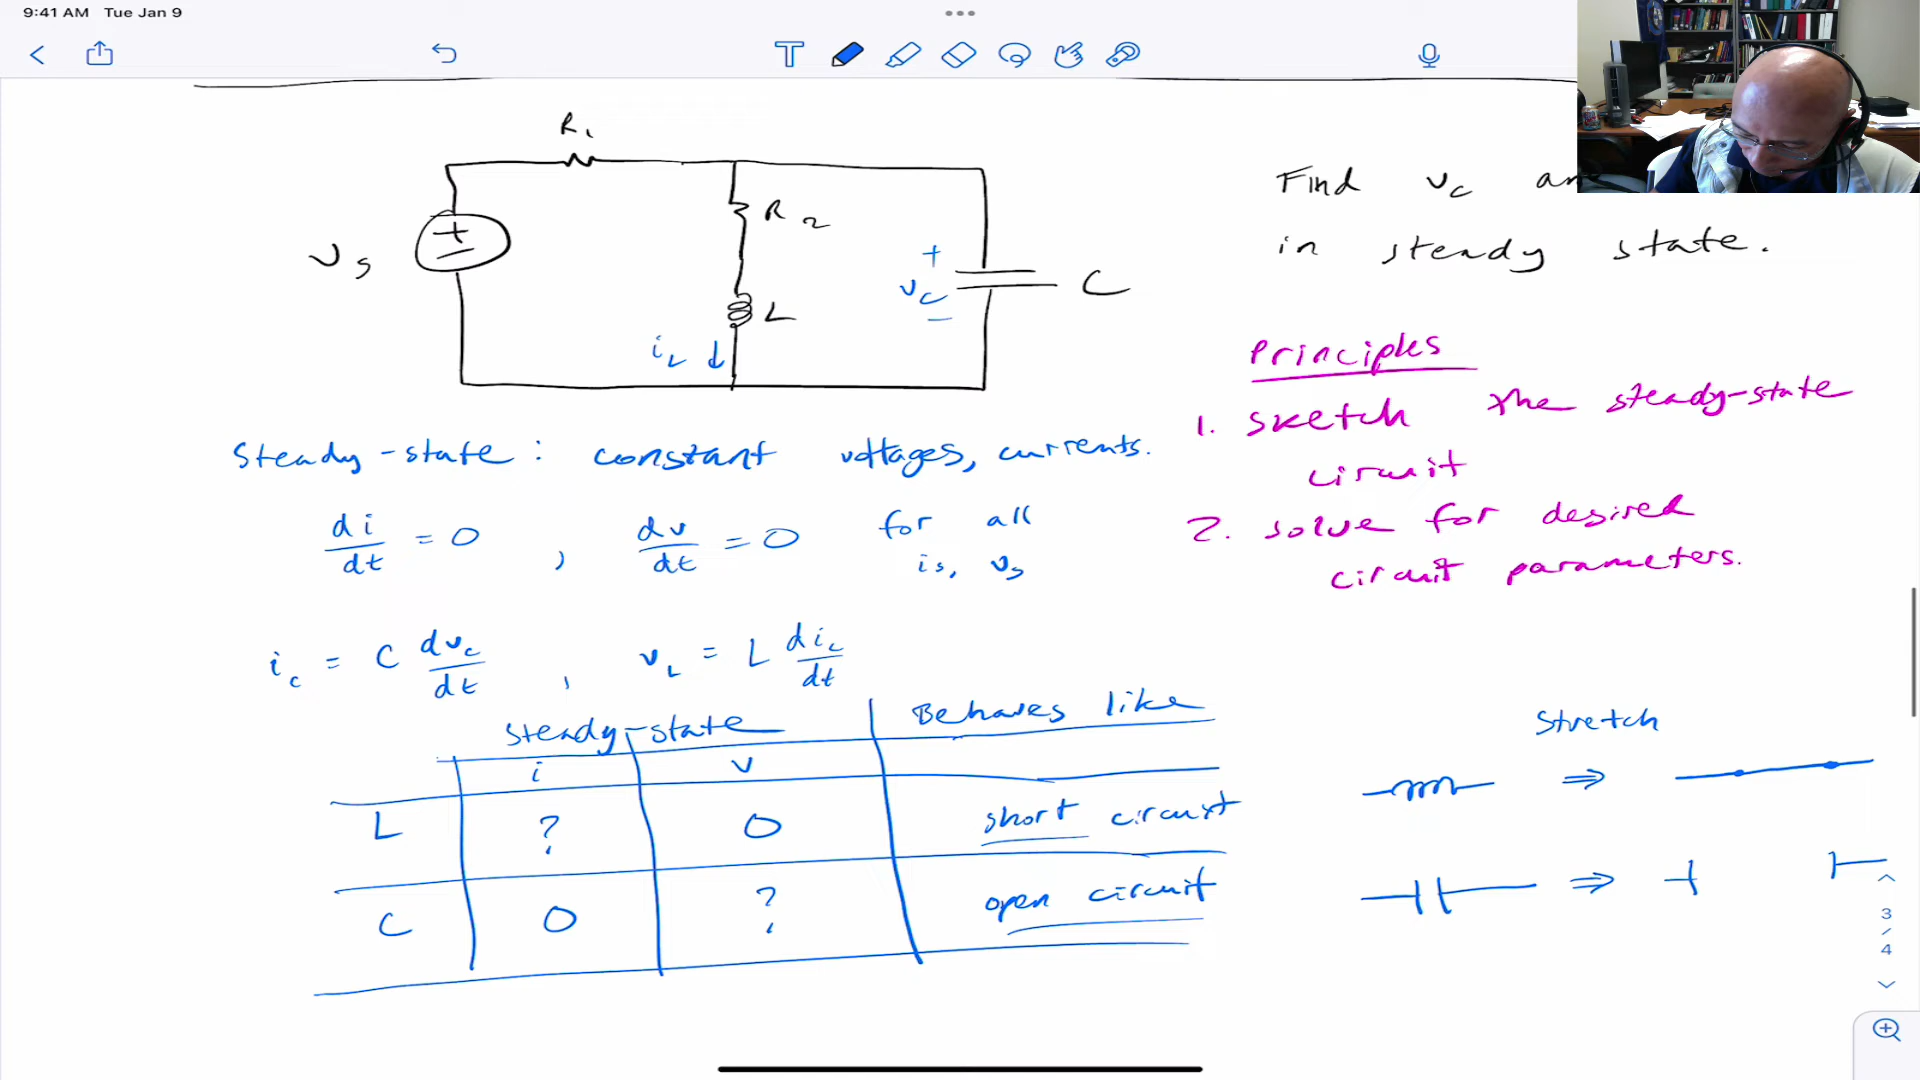 9:41 AM Tue Jan 9
R1
R2
vs
+
L
iL
+
vc
C
Find vc
in steady state.
Principles
1. sketch the steady-state
circuit
2. solve for desired
circuit parameters.
Steady-state: constant voltages, currents.
di/dt = 0, dv/dt = 0 for all
is, vs
ic = C dvc/dt, vL = L diL/dt
steady-state Behaves like
i v
L ? 0 short circuit
C 0 ? open circuit
Stretch
⇒
⇒
3
/
4